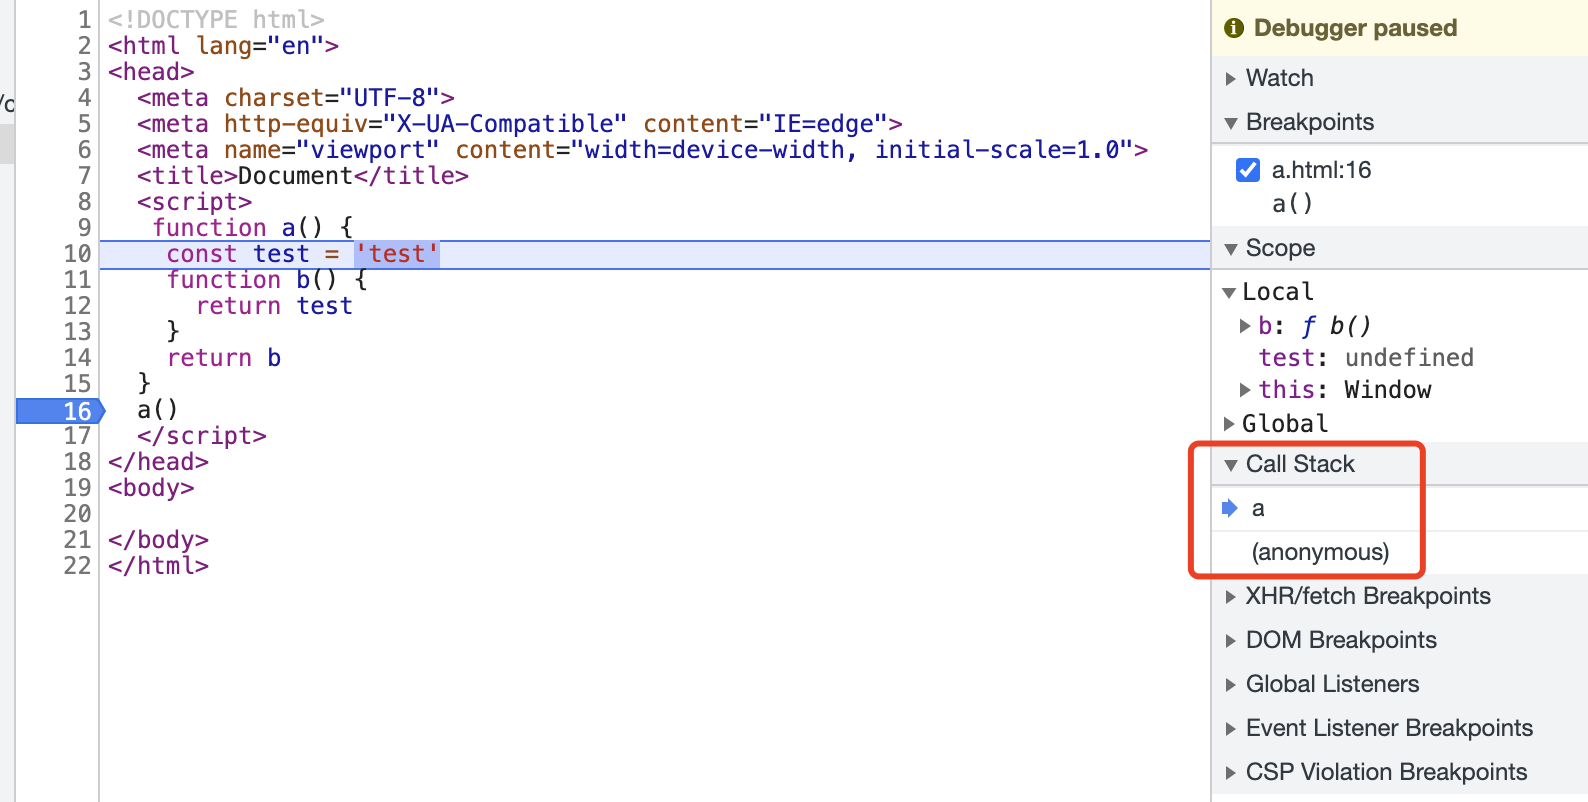 1 <!DOCTYPE html>
2 <html lang="en">
3 <head>
4 <meta charset="UTF-8">
5 <meta http-equiv="X-UA-Compatible" content="IE=edge">
6 <meta name="viewport" content="width=device-width, initial-scale=1.0">
7 <title>Document</title>
8 <script>
9 function a() {
10 const test = 'test'
11 function b() {
12 return test
13 }
14 return b
15 }
16 a()
17 </script>
18 </head>
19 <body>
20
21 </body>
22 </html>
Debugger paused
Watch
Breakpoints
a.html:16
a()
Scope
Local
b: ƒ b()
test: undefined
this: Window
Global
Call Stack
a
(anonymous)
XHR/fetch Breakpoints
DOM Breakpoints
Global Listeners
Event Listener Breakpoints
CSP Violation Breakpoints